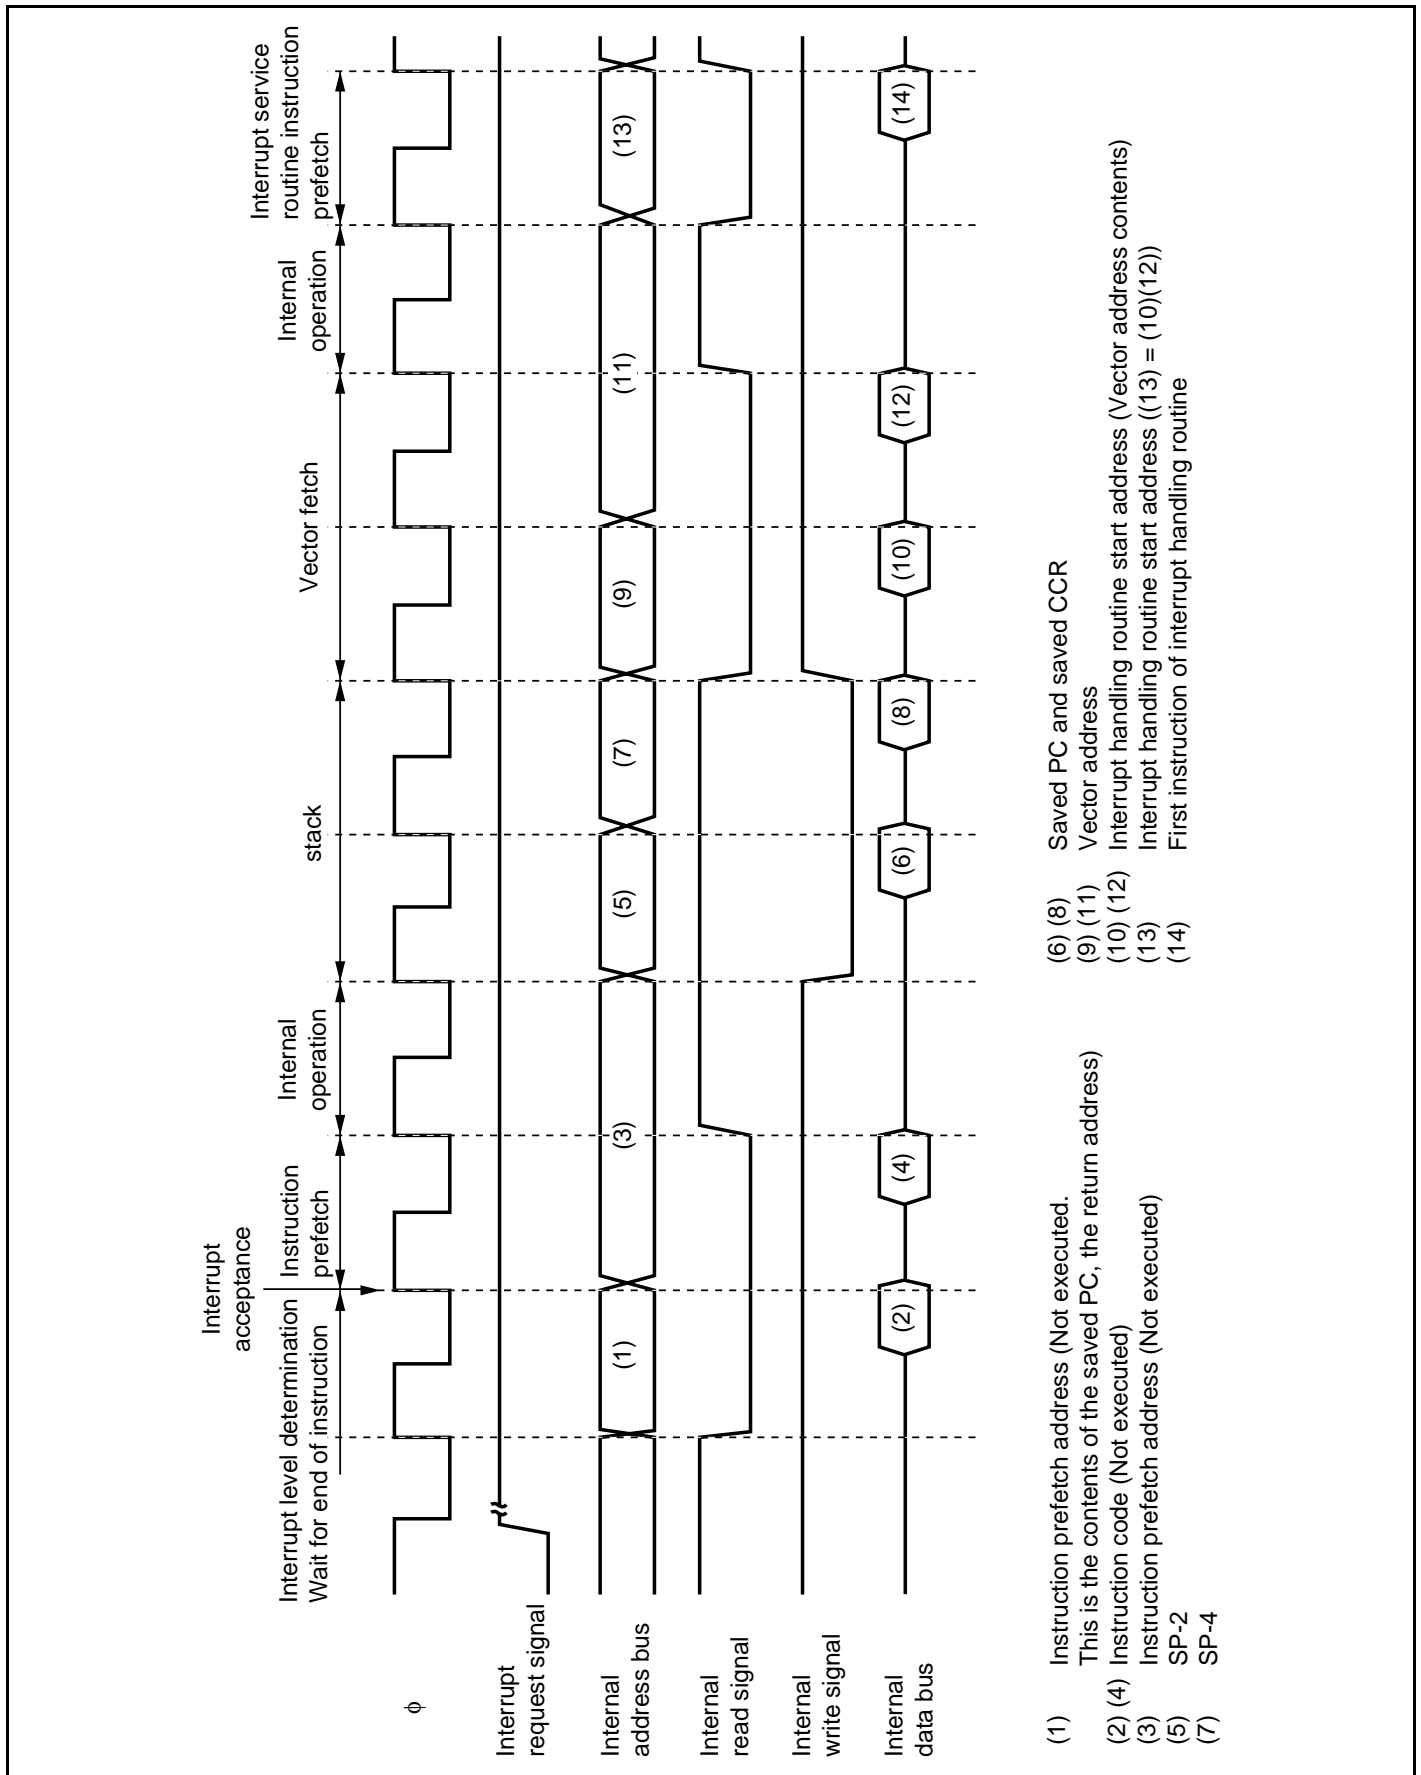 Interrupt
acceptance
Interrupt level determination
Wait for end of instruction
Instruction
prefetch
Internal
operation
stack
Vector fetch
Internal
operation
Interrupt service
routine instruction
prefetch
φ
Interrupt
request signal
Internal
address bus
(1)
(3)
(5)
(7)
(9)
(11)
(13)
Internal
read signal
Internal
write signal
Internal
data bus
(2)
(4)
(6)
(8)
(10)
(12)
(14)
(1) Instruction prefetch address (Not executed.
This is the contents of the saved PC, the return address)
(2) (4) Instruction code (Not executed)
(3) Instruction prefetch address (Not executed)
(5) SP-2
(7) SP-4
(6) (8) Saved PC and saved CCR
(9) (11) Vector address
(10) (12) Interrupt handling routine start address (Vector address contents)
(13) Interrupt handling routine start address ((13) = (10)(12))
(14) First instruction of interrupt handling routine